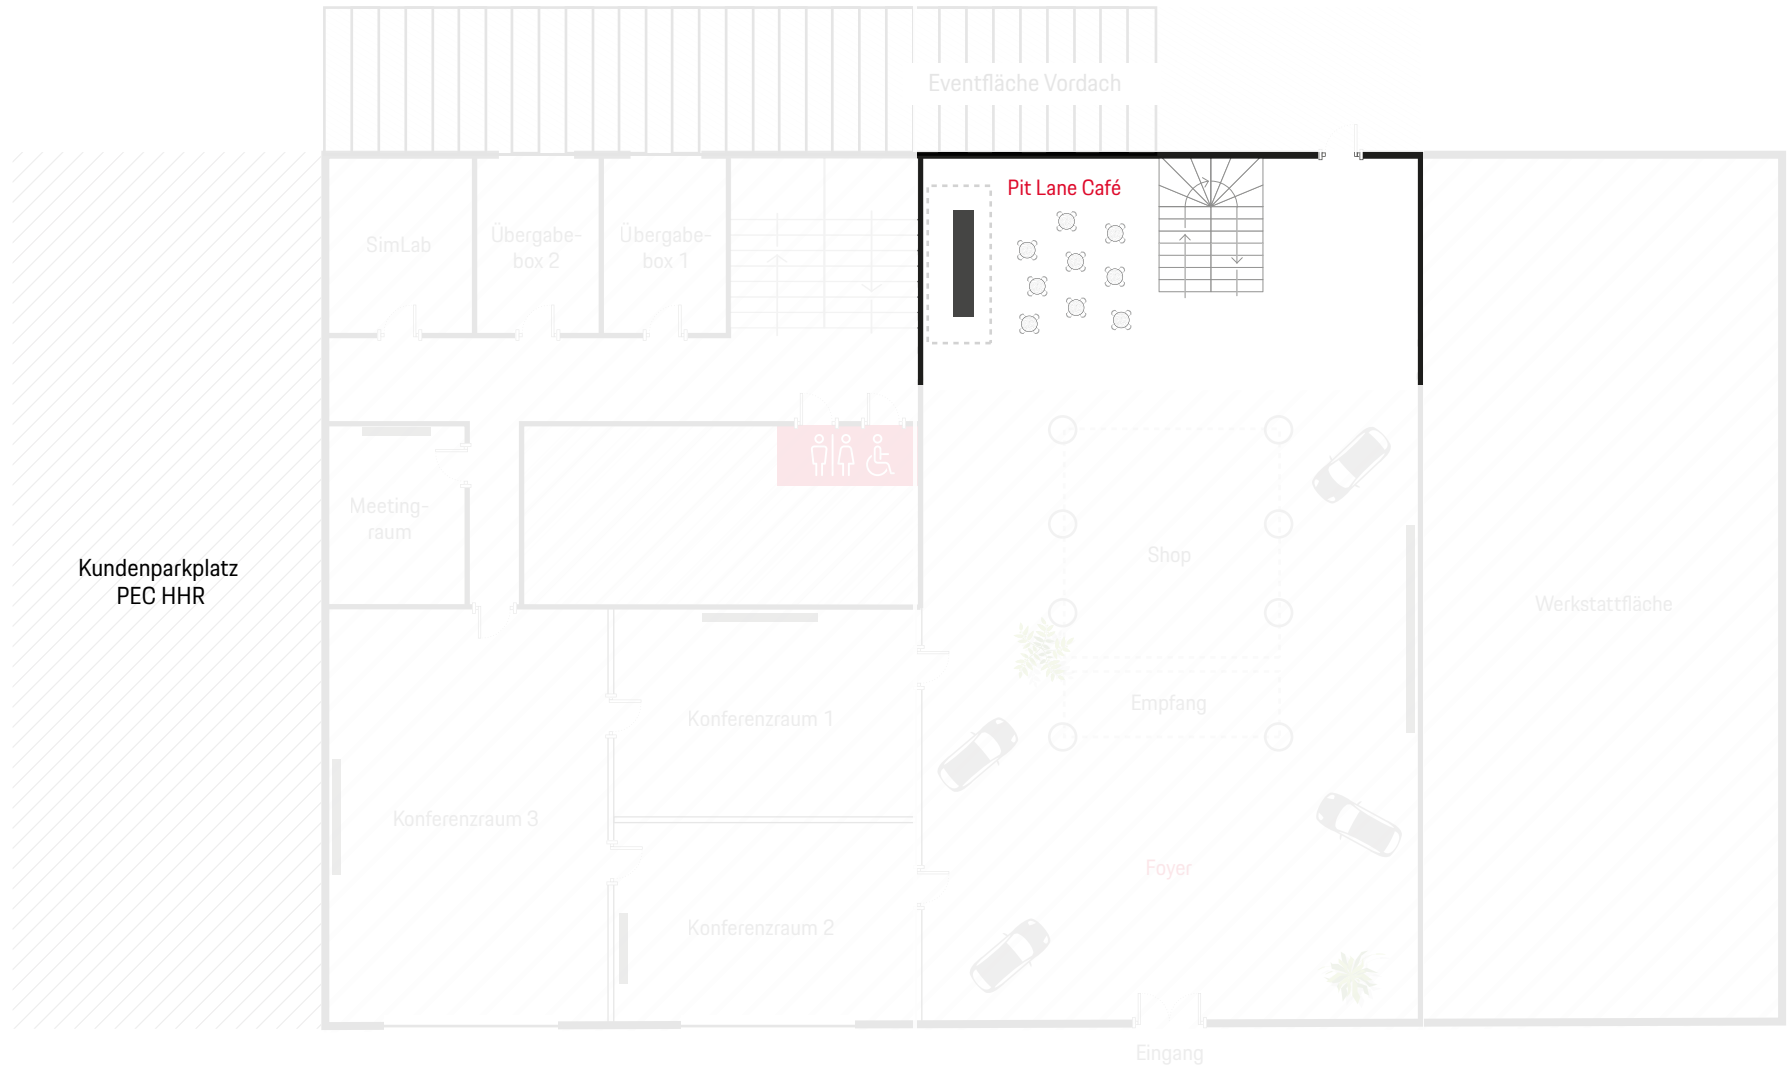 Eventfläche Vordach
Pit Lane Café
SimLab
Übergabe-
box 2
Übergabe-
box 1
Meeting-
raum
Kundenparkplatz
PEC HHR
Shop
Werkstattfläche
Empfang
Konferenzraum 1
Konferenzraum 3
Foyer
Konferenzraum 2
Eingang